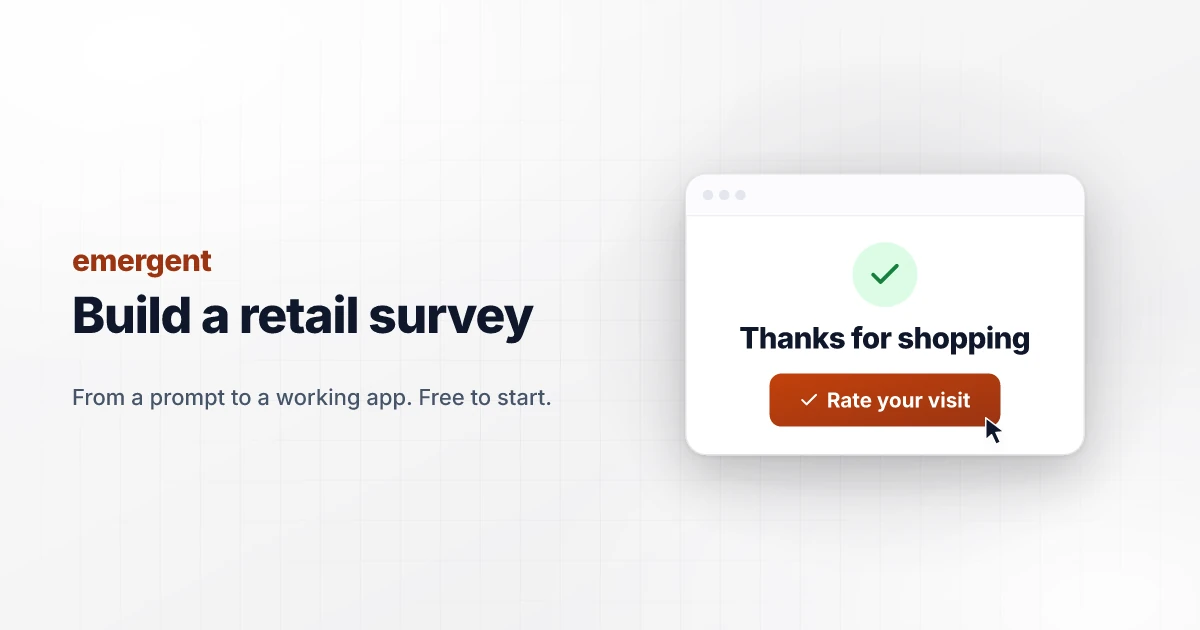 emergent
Build a retail survey
From a prompt to a working app. Free to start.
Thanks for shopping
Rate your visit